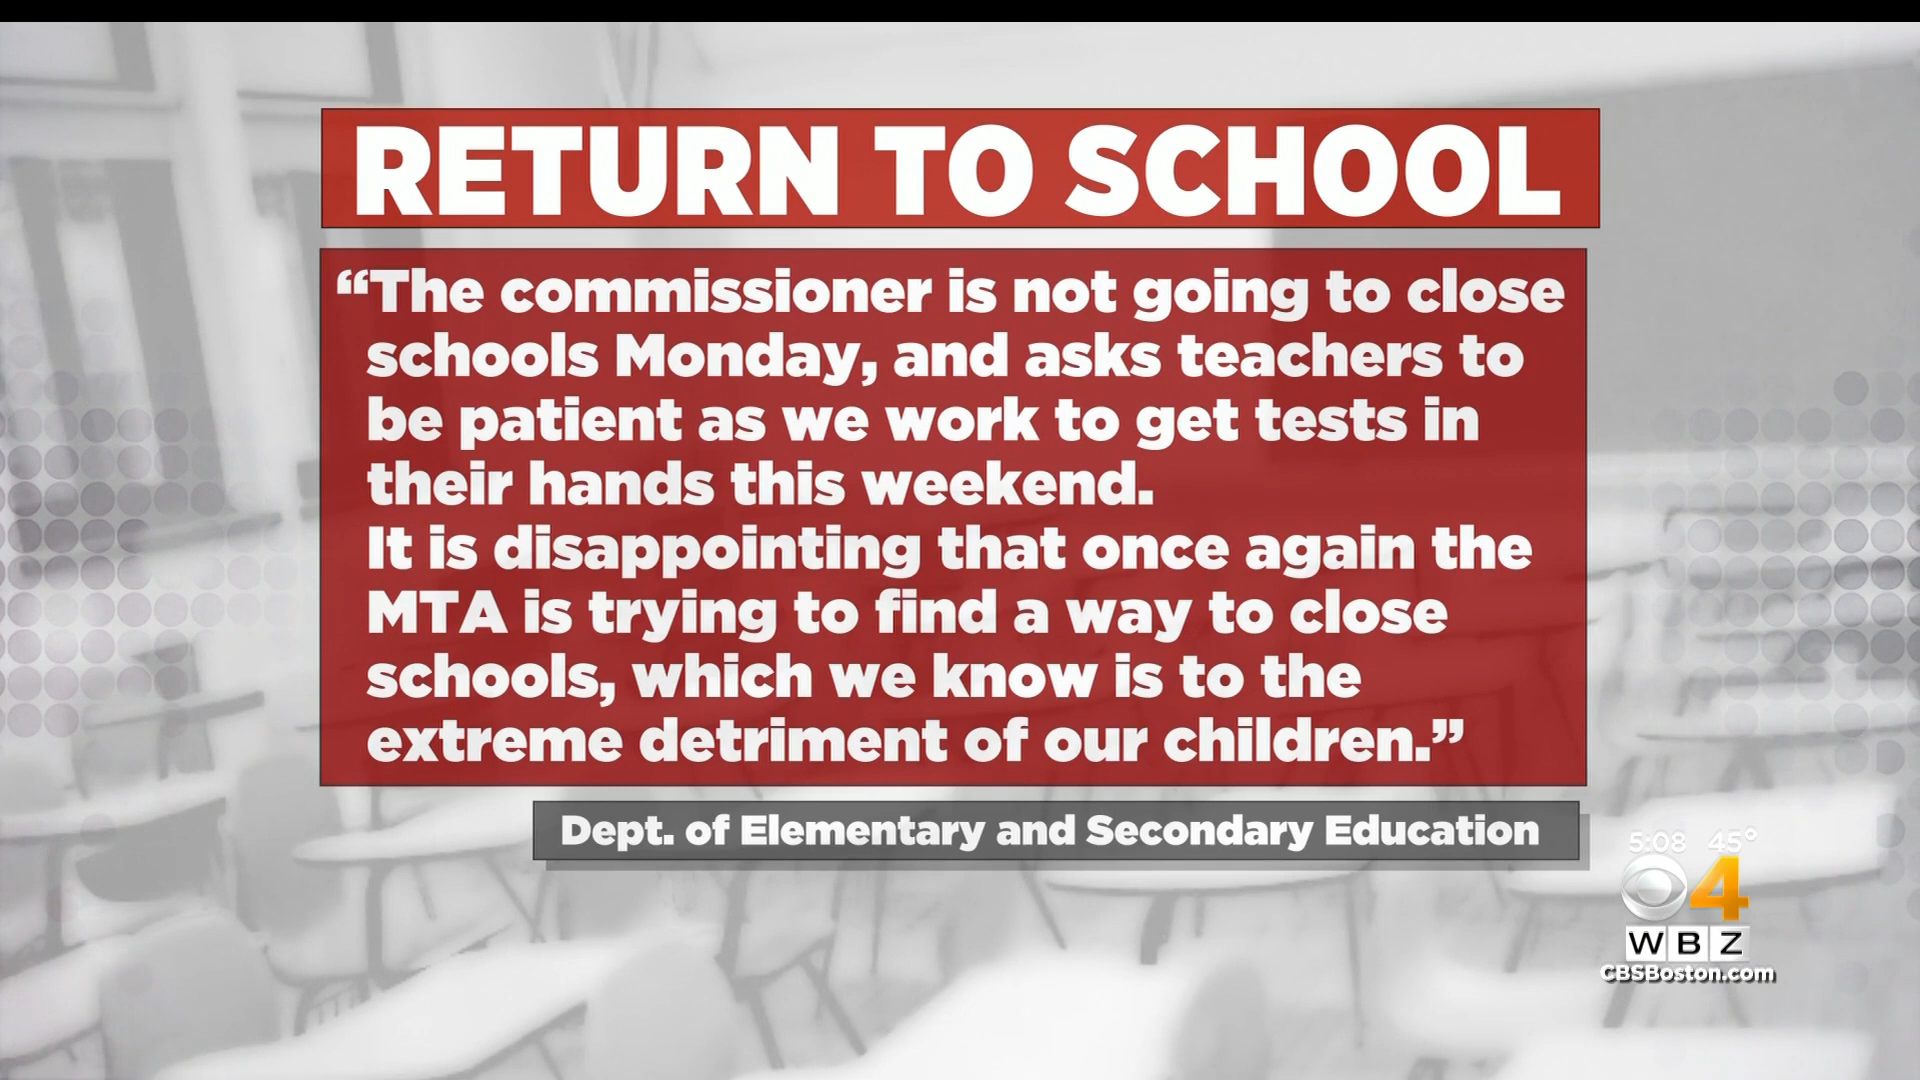 RETURN TO SCHOOL
“The commissioner is not going to close
schools Monday, and asks teachers to
be patient as we work to get tests in
their hands this weekend.
It is disappointing that once again the
MTA is trying to find a way to close
schools, which we know is to the
extreme detriment of our children.”
Dept. of Elementary and Secondary Education
5:08 45°
4
WBZ
CBSBoston.com